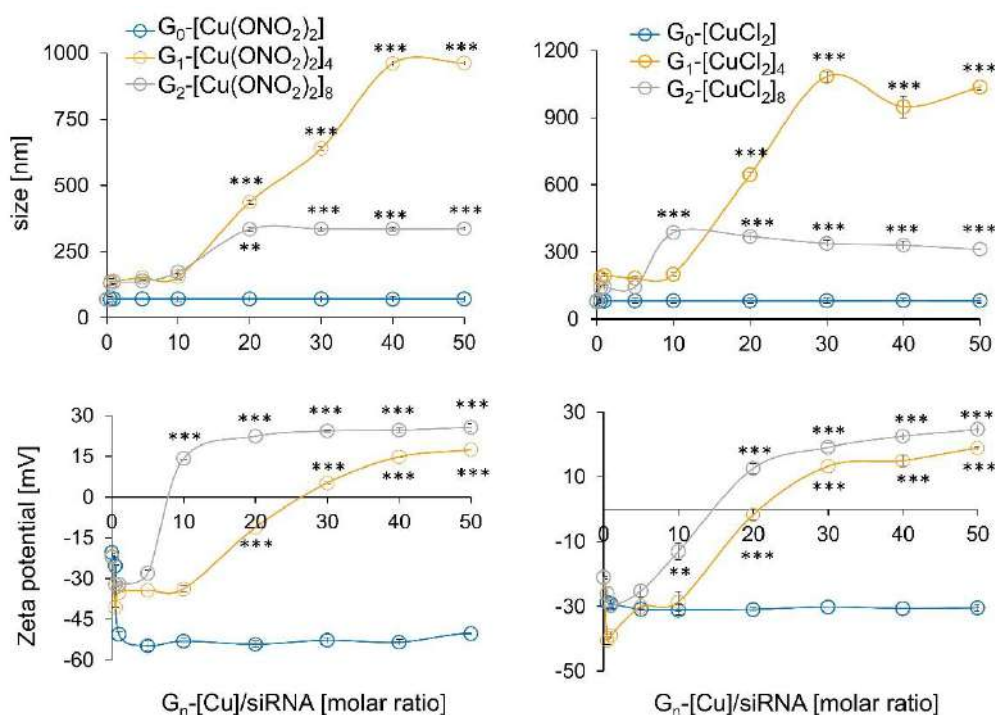 G₀-[Cu(ONO₂)₂]
G₁-[Cu(ONO₂)₂]₄
G₂-[Cu(ONO₂)₂]₈
size [nm]
1000
750
500
250
0
0 10 20 30 40 50
*** *** *** *** ** *** *** ***
G₀-[CuCl₂]
G₁-[CuCl₂]₄
G₂-[CuCl₂]₈
1200
900
600
300
0
0 10 20 30 40 50
*** *** *** *** *** *** *** *** ***
Zeta potential [mV]
30
15
0
-15
-30
-45
-60
0 10 20 30 40 50
*** *** *** *** *** *** *** *** ***
Gₙ-[Cu]/siRNA [molar ratio]
30
10
-10
-30
-50
0 10 20 30 40 50
*** *** *** *** ** *** *** *** ***
Gₙ-[Cu]/siRNA [molar ratio]